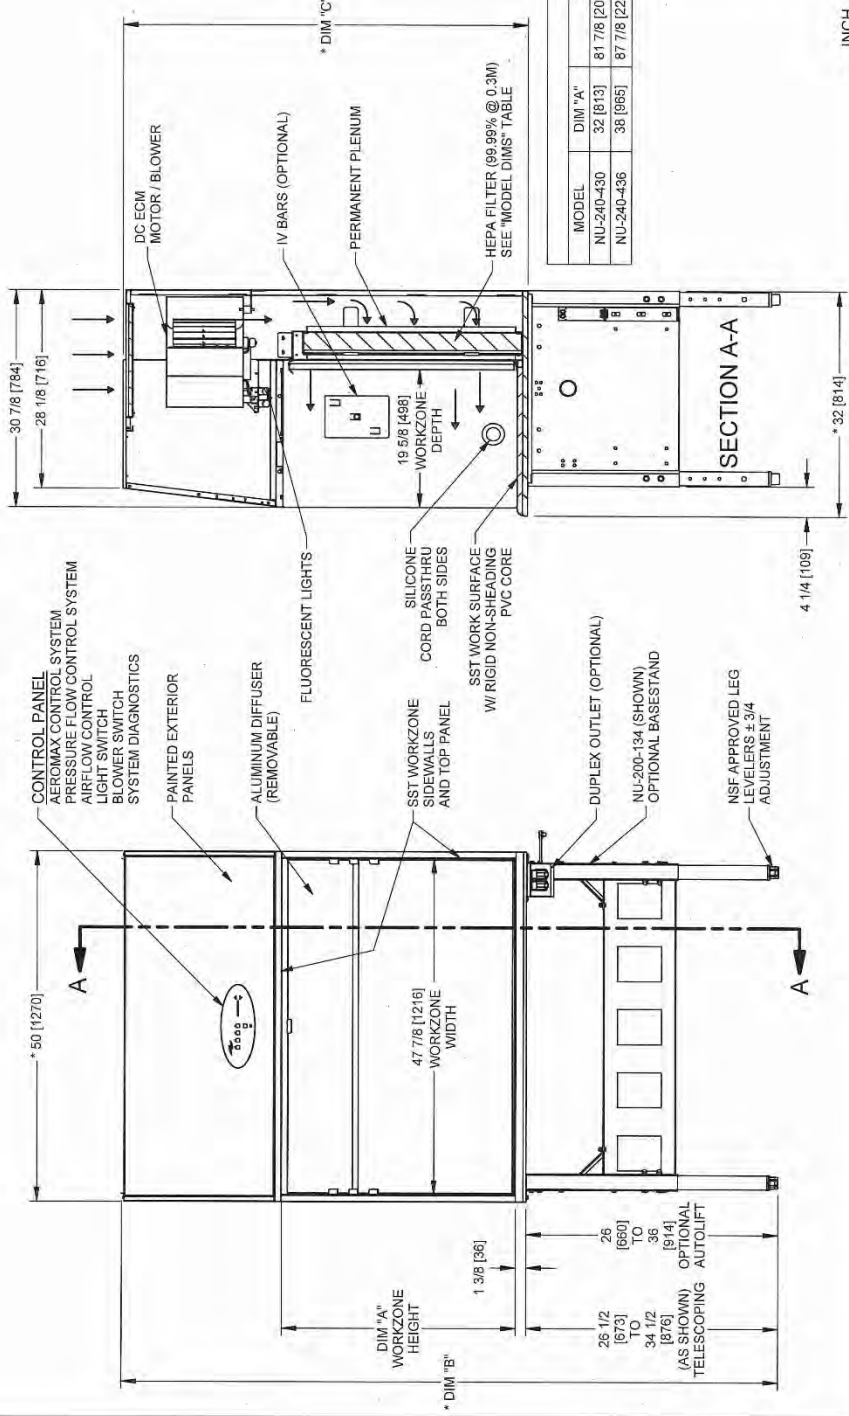 * 50 [1270]
CONTROL PANEL
AEROMAX CONTROL SYSTEM
PRESSURE FLOW CONTROL SYSTEM
AIRFLOW CONTROL
LIGHT SWITCH
BLOWER SWITCH
SYSTEM DIAGNOSTICS
PAINTED EXTERIOR
PANELS
ALUMINUM DIFFUSER
(REMOVABLE)
SST WORKZONE
SIDEWALLS
AND TOP PANEL
DUPLEX OUTLET (OPTIONAL)
NU-200-134 (SHOWN)
OPTIONAL BASESTAND
NSF APPROVED LEG
LEVELERS ± 3/4
ADJUSTMENT
A
A
47 7/8 [1216]
WORKZONE
WIDTH
* DIM "B"
DIM "A"
WORKZONE
HEIGHT
1 3/8 [36]
26 1/2
[673]
TO
34 1/2
[876]
(AS SHOWN)
TELESCOPING
26
[660]
TO
36
[914]
OPTIONAL
AUTOLIFT
30 7/8 [784]
28 1/8 [716]
* DIM "C"
DC ECM
MOTOR / BLOWER
IV BARS (OPTIONAL)
PERMANENT PLENUM
HEPA FILTER (99.99% @ 0.3M)
SEE "MODEL DIMS" TABLE
FLUORESCENT LIGHTS
19 5/8 [498]
WORKZONE
DEPTH
SILICONE
CORD PASSTHRU
BOTH SIDES
SST WORK SURFACE
W/ RIGID NON-SHEADING
PVC CORE
4 1/4 [109]
* 32 [814]
SECTION A-A
MODEL DIM "A"
NU-240-430 32 [813] 81 7/8
NU-240-436 38 [965] 87 7/8
INCH